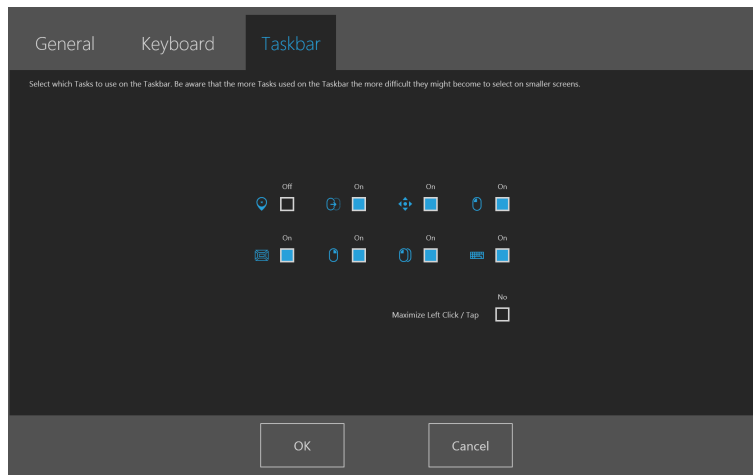 General Keyboard Taskbar
Select which Tasks to use on the Taskbar. Be aware that the more Tasks used on the Taskbar the more difficult they might become to select on smaller screens.
Off On On On
On On On On
No
Maximize Left Click / Tap
OK Cancel